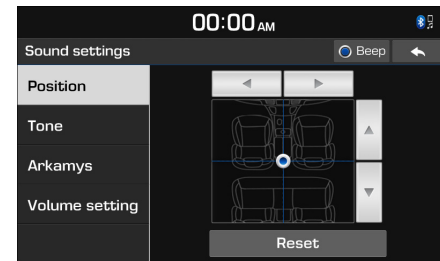 00:00 AM
Sound settings
Beep
Position
Tone
Arkamys
Volume setting
Reset